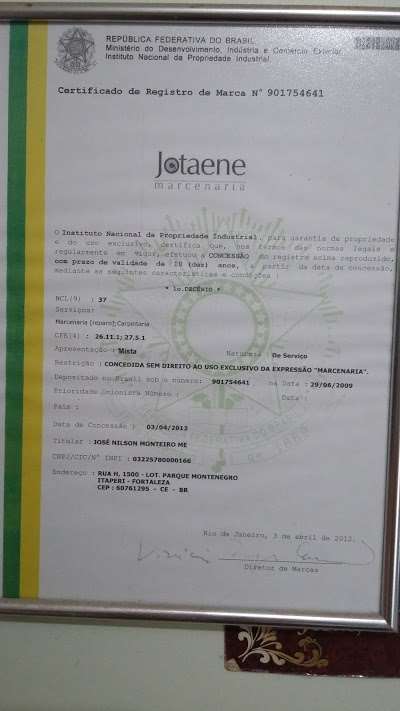 REPÚBLICA FEDERATIVA DO BRASIL
Ministério do Desenvolvimento, Indústria e Comércio Exterior
Instituto Nacional da Propriedade Industrial
Certificado de Registro de Marca N° 901754641
Jotaene
marcenaria
O Instituto Nacional da Propriedade Industrial, para garantia da propriedade
e do uso exclusivo, certifica que, nos termos das normas legais e
regulamentares em vigor, efetuou a CONCESSÃO do registro acima reproduzido,
com prazo de validade de 10 (dez) anos, a partir da data da concessão,
mediante as seguintes características e condições :
* 1o.DECÊNIO *
NCL(9) : 37
Serviços:
Marcenaria [reparo]; Carpintaria
CFE(4) : 26.11.1; 27.5.1
Apresentação : Mista Natureza : De Serviço
Restrição : CONCEDIDA SEM DIREITO AO USO EXCLUSIVO DA EXPRESSÃO "MARCENARIA".
Depositado no Brasil sob o número: 901754641 na Data : 29/06/2009
Prioridade Unionista Número : Data :
País :
Data de Concessão : 03/04/2012
Titular : JOSÉ NILSON MONTEIRO ME
CNPJ/CIC/Nº INPI : 03225780000166
Endereço : RUA H, 1500 - LOT. PARQUE MONTENEGRO
ITAPERI - FORTALEZA
CEP : 60761295 - CE - BR
Rio de Janeiro, 3 de abril de 2012.
Diretor de Marcas